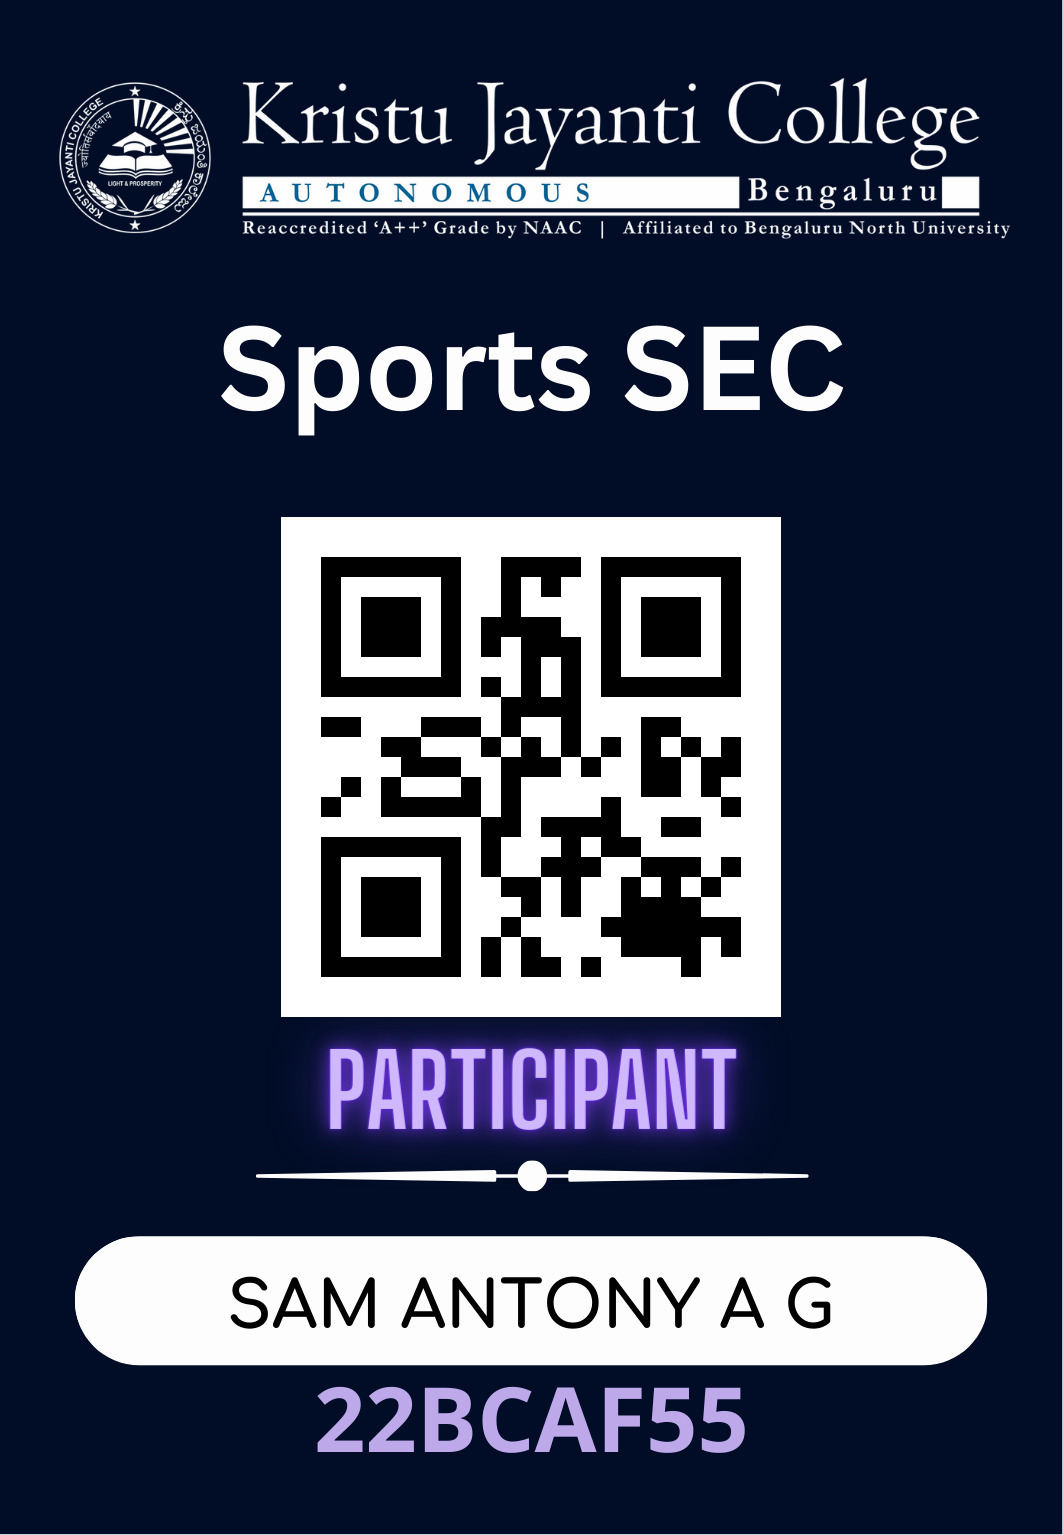 Kristu Jayanti College
AUTONOMOUS Bengaluru
Reaccredited ‘A++’ Grade by NAAC | Affiliated to Bengaluru North University
KRISTU JAYANTI COLLEGE
ಕ್ರಿಸ್ತು ಜಯಂತಿ ಕಾಲೇಜು
LIGHT & PROSPERITY
Sports SEC
PARTICIPANT
SAM ANTONY A G
22BCAF55